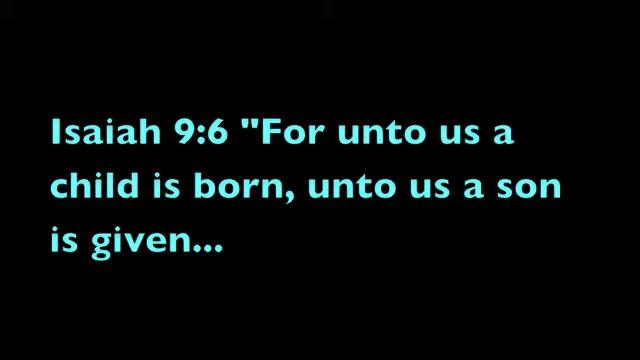 Isaiah 9:6 "For unto us a
child is born, unto us a son
is given...